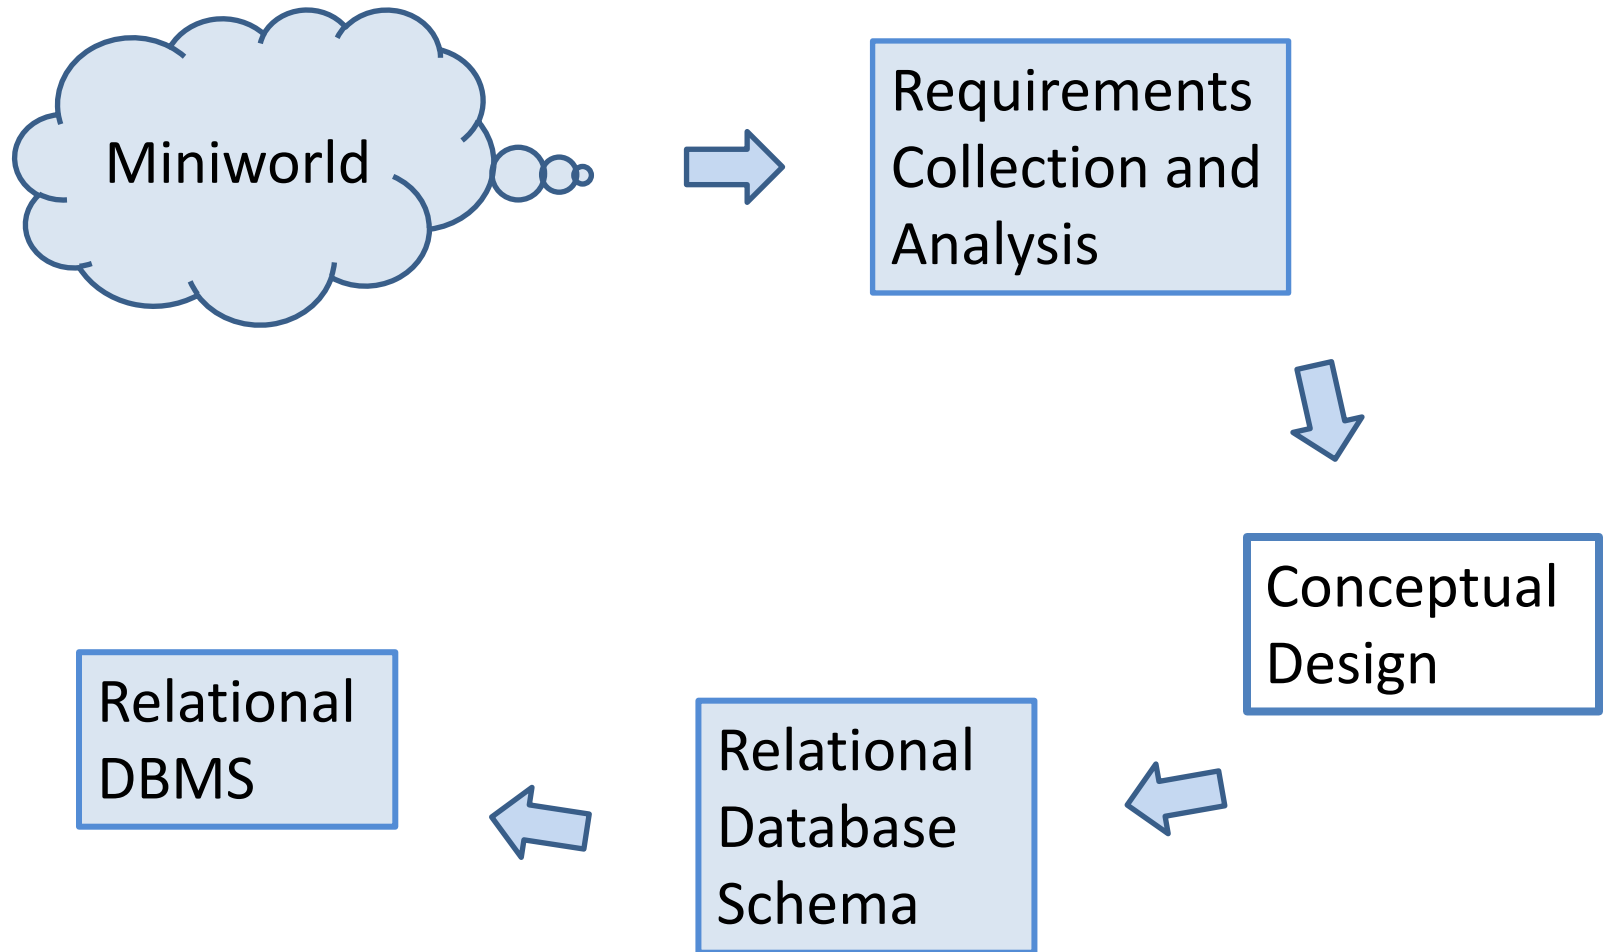 Miniworld
Requirements
Collection and
Analysis
Conceptual
Design
Relational
Database
Schema
Relational
DBMS